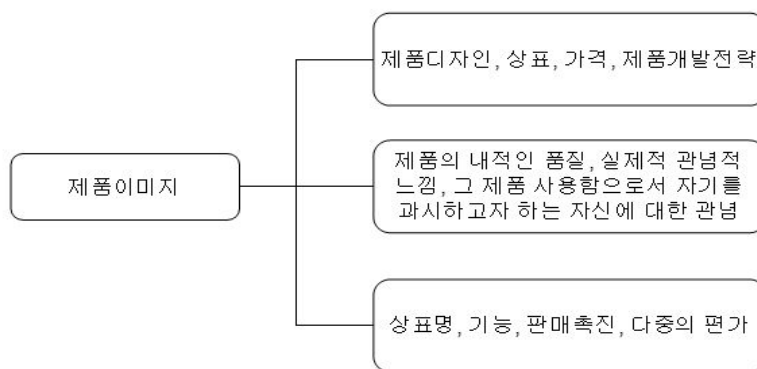 제품디자인, 상표, 가격, 제품개발전략
제품이미지
제품의 내적인 품질, 실제적 관념적
느낌, 그 제품 사용함으로서 자기를
과시하고자 하는 자신에 대한 관념
상표명, 기능, 판매촉진, 다중의 편가